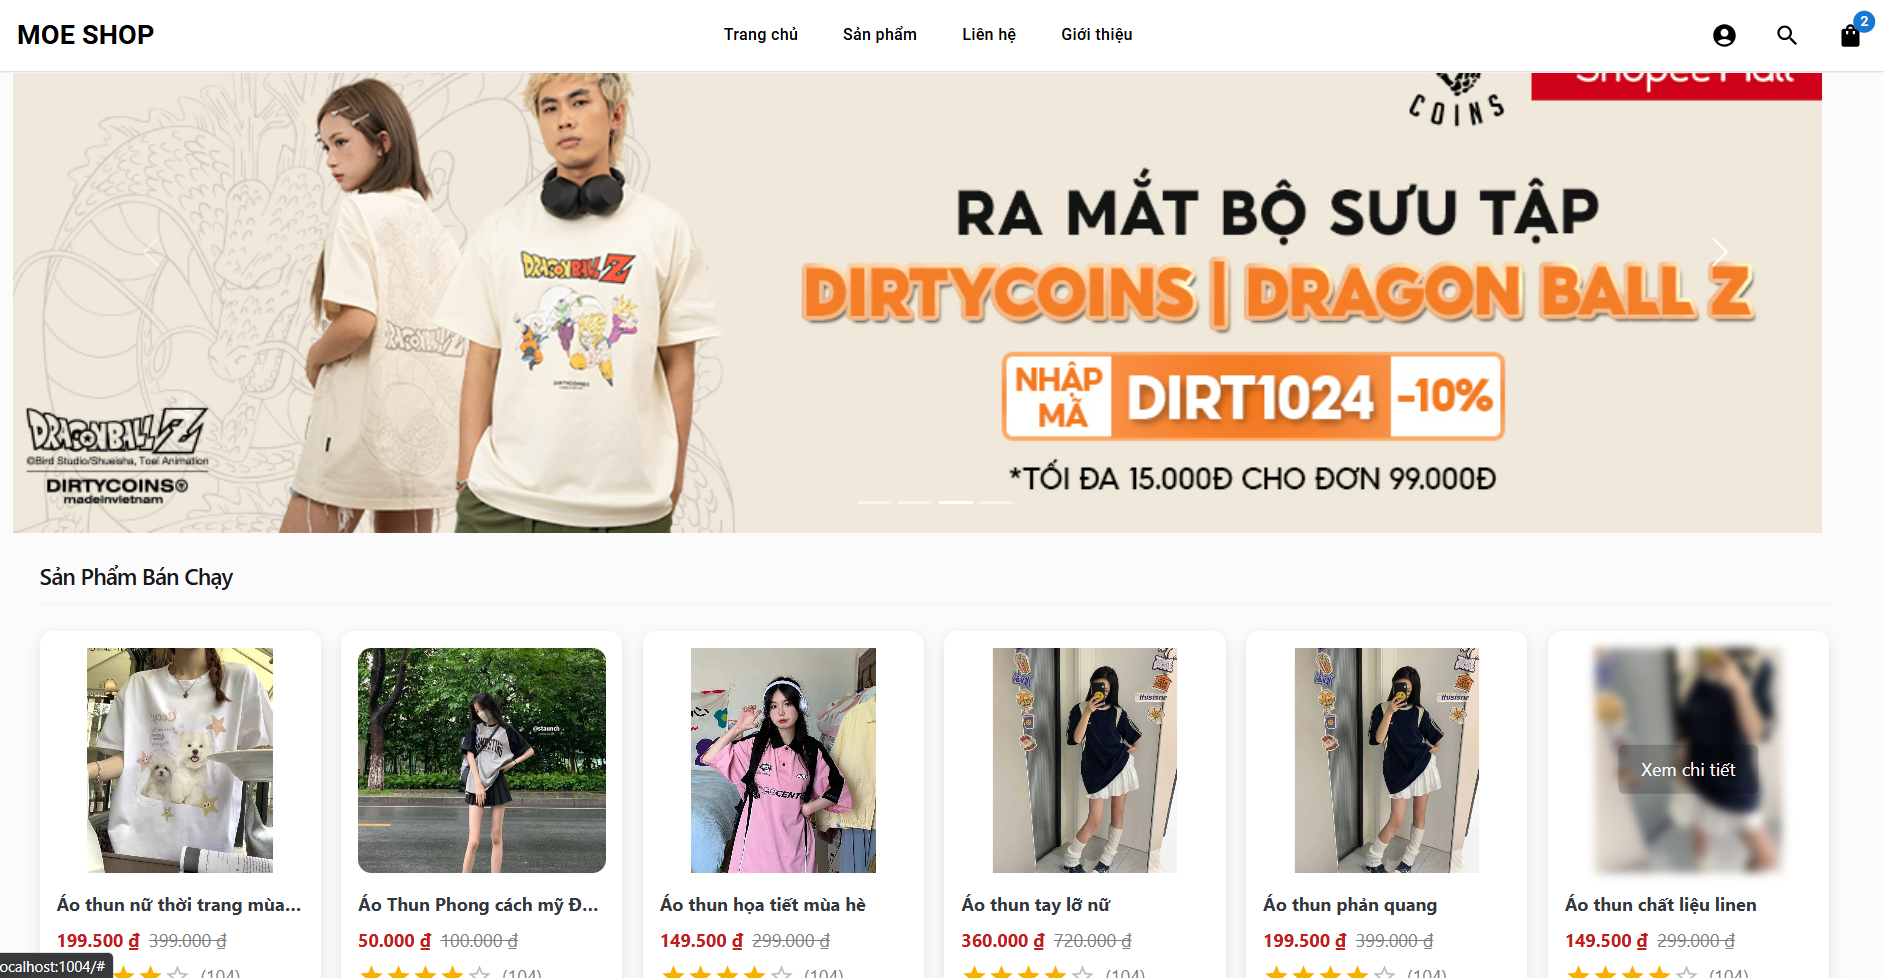 MOE SHOP
Trang chủ
Sản phẩm
Liên hệ
Giới thiệu
2
COINS
Shopee Mall
RA MẮT BỘ SƯU TẬP
DIRTYCOINS | DRAGON BALL Z
NHẬP MÃ
DIRT1024
-10%
*TỐI ĐA 15.000Đ CHO ĐƠN 99.000Đ
DRAGONBALL Z
DRAGONBALL Z
©Bird Studio/Shueisha, Toei Animation
DIRTYCOINS®
madeinvietnam
Sản Phẩm Bán Chạy
@staunch
thisisne
thisisne
Xem chi tiết
Áo thun nữ thời trang mùa...
199.500 ₫ 399.000 ₫
(104)
Áo Thun Phong cách mỹ Đ...
50.000 ₫ 100.000 ₫
(104)
Áo thun họa tiết mùa hè
149.500 ₫ 299.000 ₫
(104)
Áo thun tay lỡ nữ
360.000 ₫ 720.000 ₫
(104)
Áo thun phản quang
199.500 ₫ 399.000 ₫
(104)
Áo thun chất liệu linen
149.500 ₫ 299.000 ₫
(104)
ocalhost:1004/#